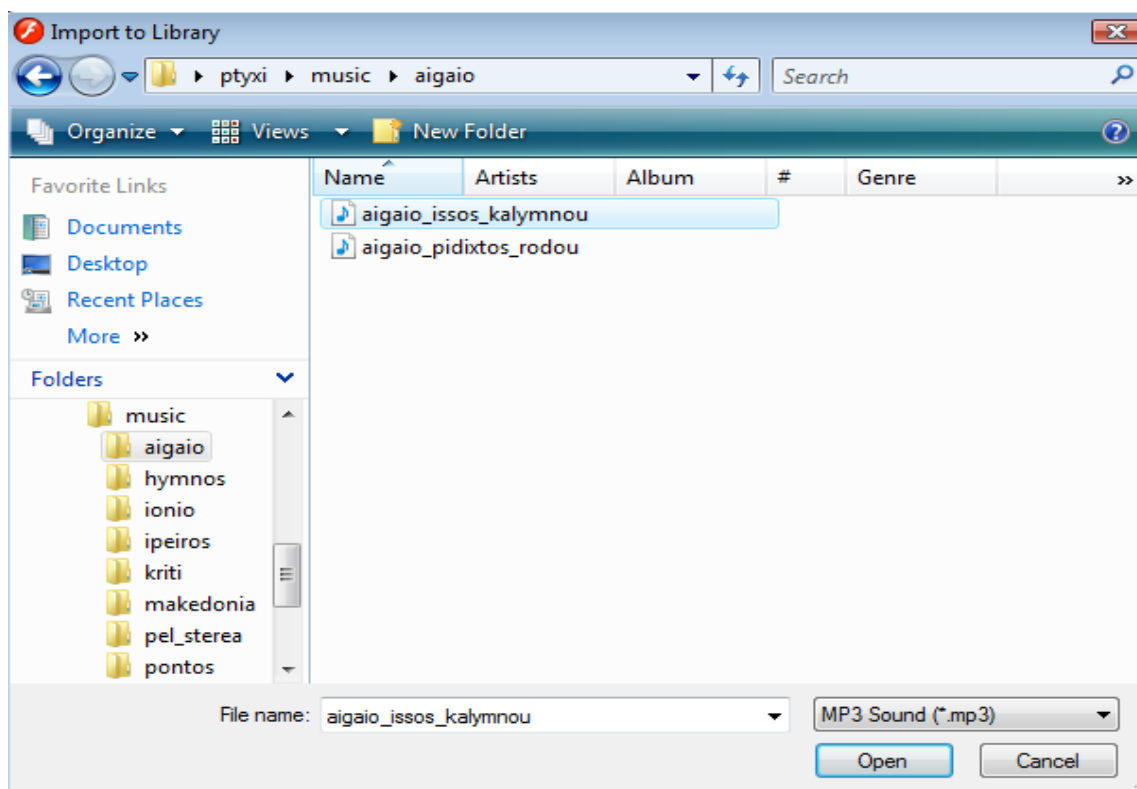 Import to Library
ptyxi music aigaio Search
Organize Views New Folder
Favorite Links
Documents
Desktop
Recent Places
More »
Folders
music
aigaio
hymnos
ionio
ipeiros
kriti
makedonia
pel_sterea
pontos
Name Artists Album # Genre »
aigaio_issos_kalymnou
aigaio_pidixtos_rodou
File name: aigaio_issos_kalymnou MP3 Sound (*.mp3)
Open Cancel